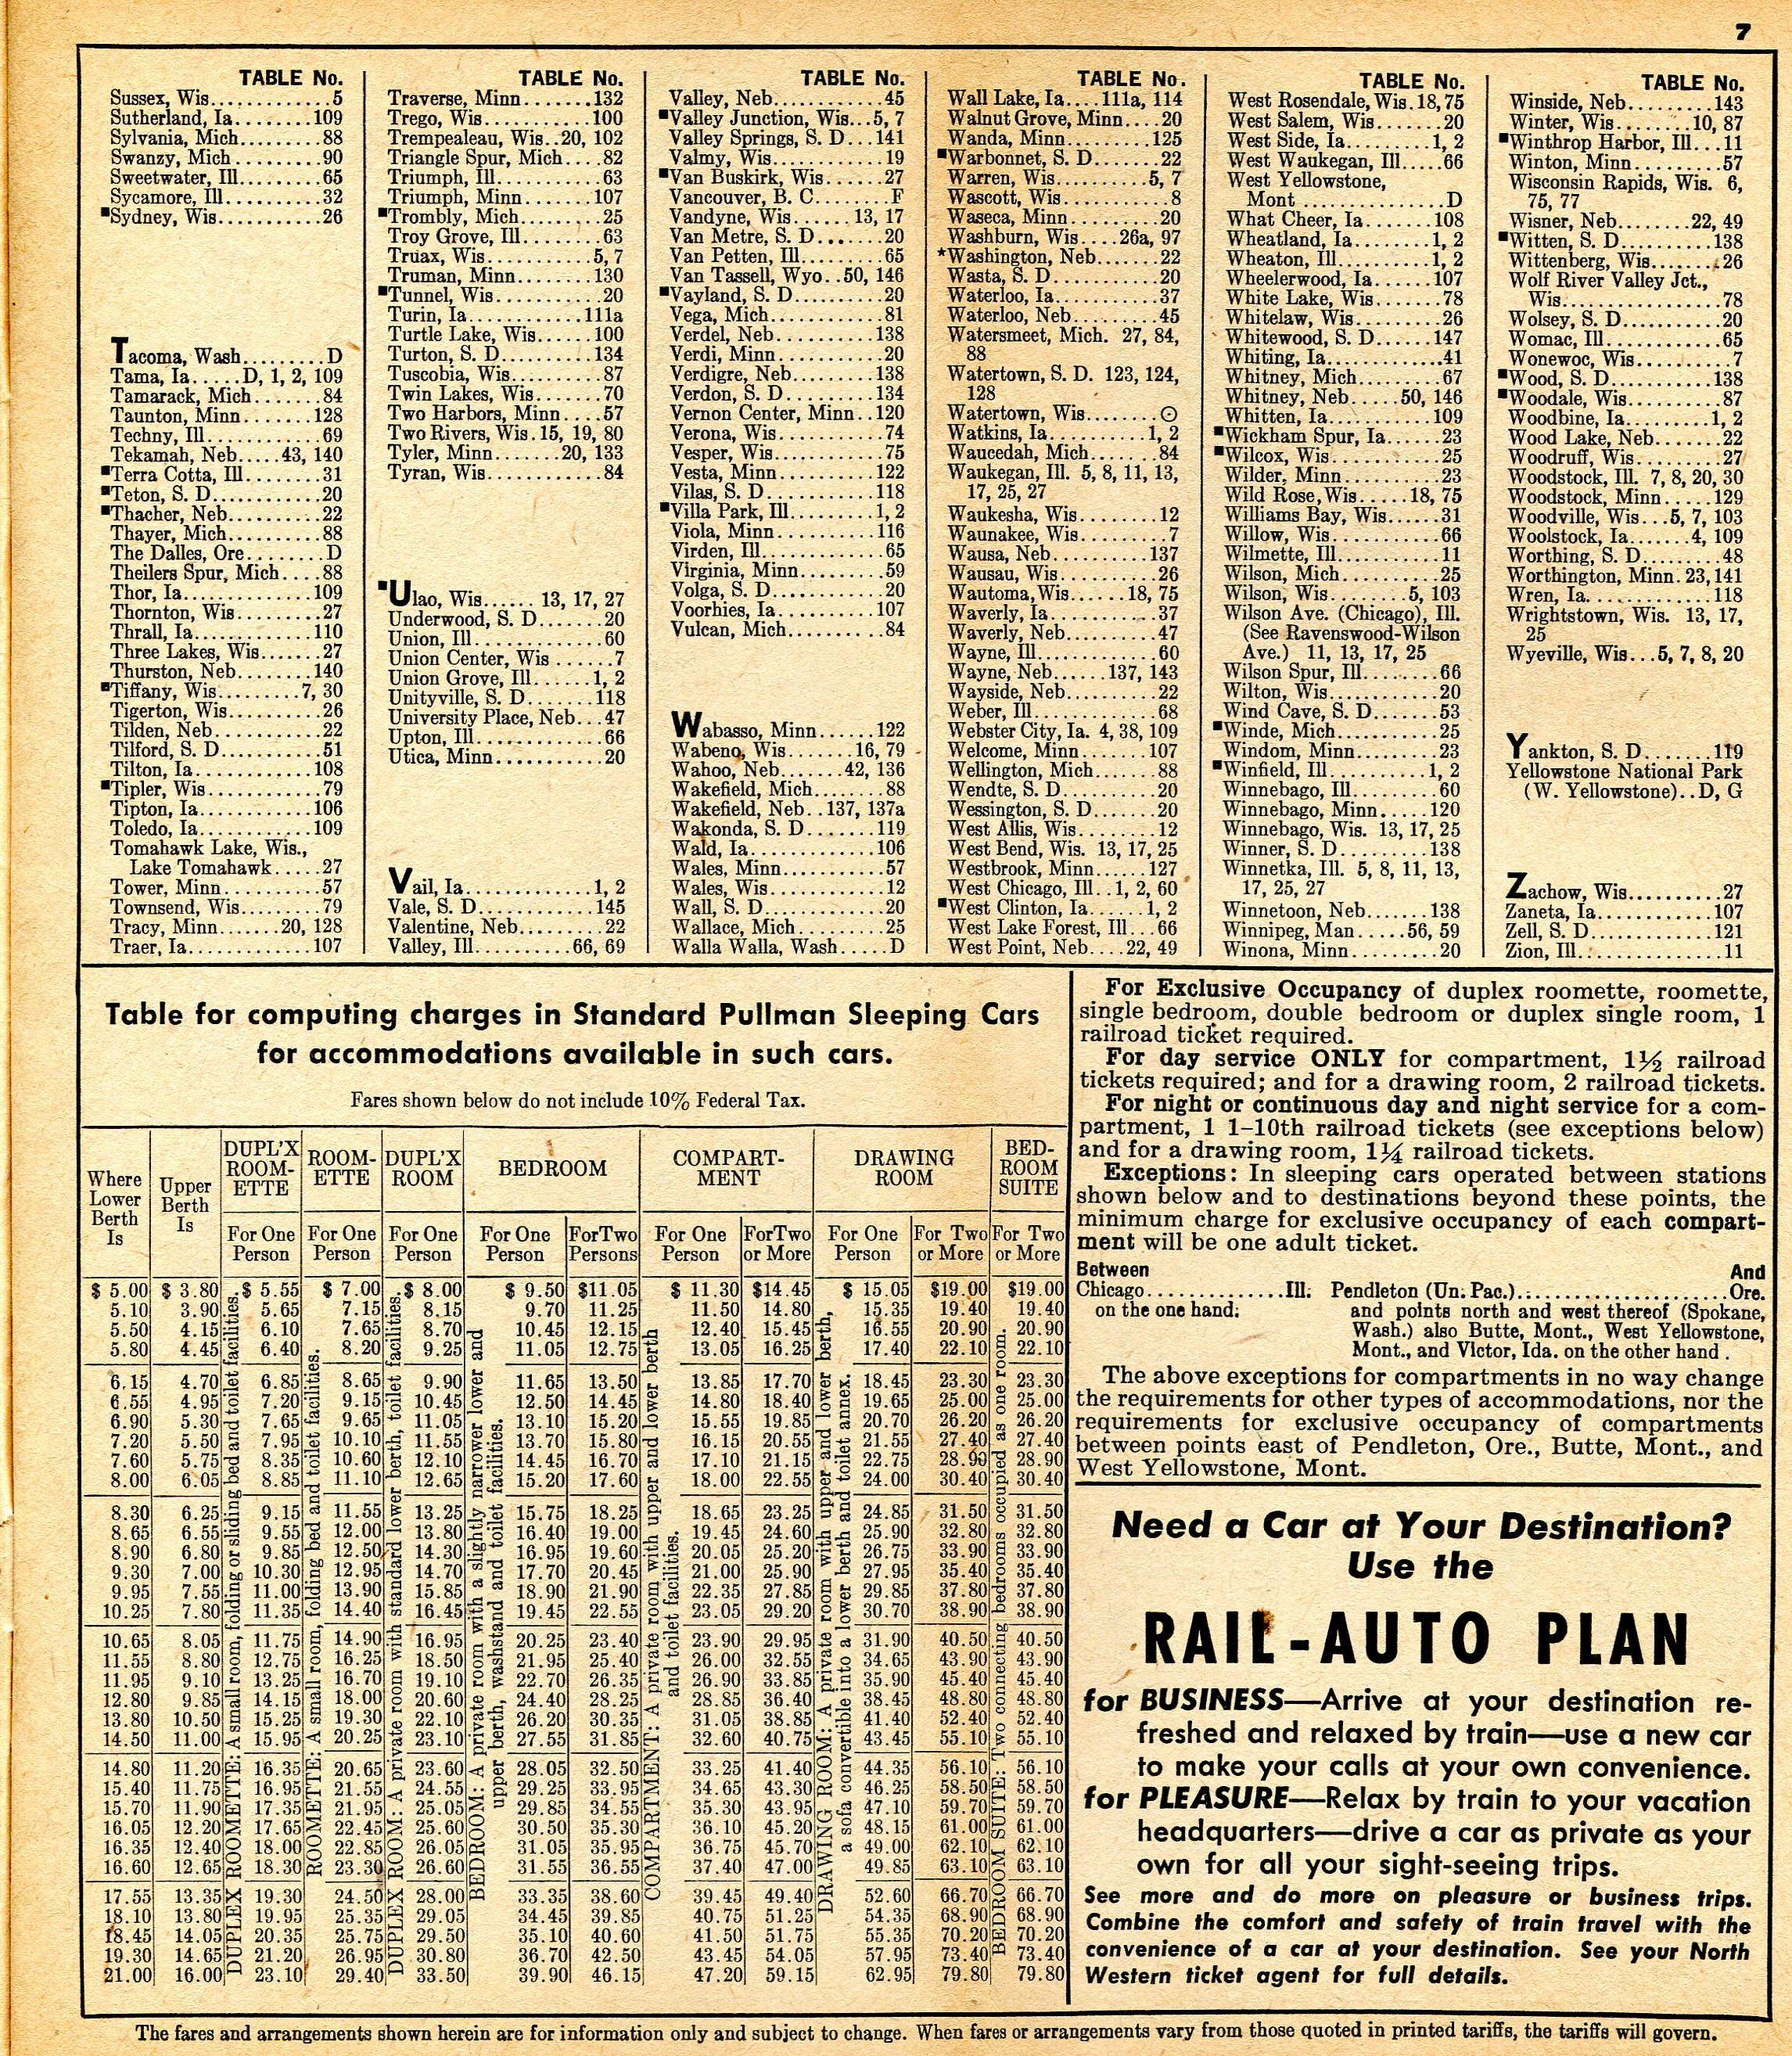 7
TABLE No.
Sussex, Wis............5
Sutherland, Ia........109
Sylvania, Mich.......88
Swanzy, Mich.........90
Sweetwater, Ill........65
Sycamore, Ill..........32
■Sydney, Wis..........26
Tacoma, Wash........D
Tama, Ia.....D, 1, 2, 109
Tamarack, Mich......84
Taunton, Minn.......128
Techny, Ill............69
Tekamah, Neb....43, 140
■Terra Cotta, Ill........31
■Teton, S. D...........20
■Thacher, Neb.........22
Thayer, Mich.........88
The Dalles, Ore.......D
Theilers Spur, Mich....88
Thor, Ia.............109
Thornton, Wis........27
Thrall, Ia............110
Three Lakes, Wis......27
Thurston, Neb.......140
■Tiffany, Wis........7, 30
Tigerton, Wis.........26
Tilden, Neb...........22
Tilford, S. D..........51
Tilton, Ia............108
■Tipler, Wis...........79
Tipton, Ia...........106
Toledo, Ia............109
Tomahawk Lake, Wis.,
Lake Tomahawk.....27
Tower, Minn..........57
Townsend, Wis........79
Tracy, Minn......20, 128
Traer, Ia.............107
TABLE No.
Traverse, Minn.......132
Trego, Wis...........100
Trempealeau, Wis..20, 102
Triangle Spur, Mich....82
Triumph, Ill...........63
Triumph, Minn.......107
■Trombly, Mich........25
Troy Grove, Ill........63
Truax, Wis...........5, 7
Truman, Minn.......130
■Tunnel, Wis..........20
Turin, Ia............111a
Turtle Lake, Wis.....100
Turton, S. D.........134
Tuscobia, Wis.........87
Twin Lakes, Wis.......70
Two Harbors, Minn....57
Two Rivers, Wis.15, 19, 80
Tyler, Minn......20, 133
Tyran, Wis...........84
■Ulao, Wis...... 13, 17, 27
Underwood, S. D.......20
Union, Ill.............60
Union Center, Wis ......7
Union Grove, Ill......1, 2
Unityville, S. D.......118
University Place, Neb...47
Upton, Ill.............66
Utica, Minn...........20
Vail, Ia..............1, 2
Vale, S. D...........145
Valentine, Neb.........22
Valley, Ill..........66, 69
TABLE No.
Valley, Neb...........45
■Valley Junction, Wis...5, 7
Valley Springs, S. D...141
Valmy, Wis...........19
■Van Buskirk, Wis......27
Vancouver, B. C........F
Vandyne, Wis......13, 17
Van Metre, S. D.......20
Van Petten, Ill........65
Van Tassell, Wyo..50, 146
■Vayland, S. D.........20
Vega, Mich...........81
Verdel, Neb..........138
Verdi, Minn..........20
Verdigre, Neb........138
Verdon, S. D.........134
Vernon Center, Minn..120
Verona, Wis..........74
Vesper, Wis..........75
Vesta, Minn.........122
Vilas, S. D...........118
■Villa Park, Ill.........1, 2
Viola, Minn..........116
Virden, Ill............65
Virginia, Minn........59
Volga, S. D...........20
Voorhies, Ia..........107
Vulcan, Mich.........84
Wabasso, Minn......122
Wabeno, Wis......16, 79
Wahoo, Neb.....42, 136
Wakefield, Mich.......88
Wakefield, Neb..137, 137a
Wakonda, S. D.......119
Wald, Ia............106
Wales, Minn..........57
Wales, Wis...........12
Wall, S. D............20
Wallace, Mich.........25
Walla Walla, Wash.....D
TABLE No.
Wall Lake, Ia....111a, 114
Walnut Grove, Minn....20
Wanda, Minn........125
■Warbonnet, S. D.......22
Warren, Wis.........5, 7
Wascott, Wis..........8
Waseca, Minn.........20
Washburn, Wis....26a, 97
★Washington, Neb......22
Wasta, S. D...........20
Waterloo, Ia...........37
Waterloo, Neb.........45
Watersmeet, Mich. 27, 84,
88
Watertown, S. D. 123, 124,
128
Watertown, Wis.......⊙
Watkins, Ia..........1, 2
Waucedah, Mich.......84
Waukegan, Ill. 5, 8, 11, 13,
17, 25, 27
Waukesha, Wis........12
Waunakee, Wis.........7
Wausa, Neb.........137
Wausau, Wis..........26
Wautoma, Wis.....18, 75
Waverly, Ia...........37
Waverly, Neb.........47
Wayne, Ill............60
Wayne, Neb.....137, 143
Wayside, Neb.........22
Weber, Ill............68
Webster City, Ia. 4, 38, 109
Welcome, Minn......107
Wellington, Mich......88
Wendte, S. D.........20
Wessington, S. D......20
West Allis, Wis........12
West Bend, Wis. 13, 17, 25
Westbrook, Minn.....127
West Chicago, Ill..1, 2, 60
■West Clinton, Ia.....1, 2
West Lake Forest, Ill...66
West Point, Neb...22, 49
TABLE No.
West Rosendale, Wis.18, 75
West Salem, Wis.......20
West Side, Ia.........1, 2
West Waukegan, Ill....66
West Yellowstone,
Mont ...............D
What Cheer, Ia.......108
Wheatland, Ia........1, 2
Wheaton, Ill.........1, 2
Wheelerwood, Ia.....107
White Lake, Wis......78
Whitelaw, Wis........26
Whitewood, S. D.....147
Whiting, Ia...........41
Whitney, Mich........67
Whitney, Neb....50, 146
Whitten, Ia..........109
■Wickham Spur, Ia.....23
■Wilcox, Wis..........25
Wilder, Minn.........23
Wild Rose, Wis....18, 75
Williams Bay, Wis.....31
Willow, Wis..........66
Wilmette, Ill..........11
Wilson, Mich.........25
Wilson, Wis.......5, 103
Wilson Ave. (Chicago), Ill.
(See Ravenswood-Wilson
Ave.) 11, 13, 17, 25
Wilson Spur, Ill.......66
Wilton, Wis..........20
Wind Cave, S. D......53
■Winde, Mich.........25
Windom, Minn.......23
■Winfield, Ill.........1, 2
Winnebago, Ill........60
Winnebago, Minn....120
Winnebago, Wis. 13, 17, 25
Winner, S. D........138
Winnetka, Ill. 5, 8, 11, 13,
17, 25, 27
Winnetoon, Neb.....138
Winnipeg, Man....56, 59
Winona, Minn........20
TABLE No.
Winside, Neb........143
Winter, Wis.......10, 87
■Winthrop Harbor, Ill...11
Winton, Minn........57
Wisconsin Rapids, Wis. 6,
75, 77
Wisner, Neb......22, 49
■Witten, S. D........138
Wittenberg, Wis......26
Wolf River Valley Jct.,
Wis................78
Wolsey, S. D.........20
Womac, Ill...........65
Wonewoc, Wis........7
■Wood, S. D.........138
■Woodale, Wis........87
Woodbine, Ia.......1, 2
Wood Lake, Neb......22
Woodruff, Wis........27
Woodstock, Ill. 7, 8, 20, 30
Woodstock, Minn....129
Woodville, Wis...5, 7, 103
Woolstock, Ia.....4, 109
Worthing, S. D.......48
Worthington, Minn. 23, 141
Wren, Ia............118
Wrightstown, Wis. 13, 17,
25
Wyeville, Wis...5, 7, 8, 20
Yankton, S. D.......119
Yellowstone National Park
(W. Yellowstone)..D, G
Zachow, Wis.........27
Zaneta, Ia..........107
Zell, S. D...........121
Zion, Ill.............11
Table for computing charges in Standard Pullman Sleeping Cars
for accommodations available in such cars.
Fares shown below do not include 10% Federal Tax.
Where Lower Berth Is
Upper Berth Is
DUPL'X ROOM-ETTE For One Person
ROOM-ETTE For One Person
DUPL'X ROOM For One Person
BEDROOM For One Person For Two Persons
COMPART-MENT For One Person For Two or More
DRAWING ROOM For One Person For Two or More
BED-ROOM SUITE For Two or More
$ 5.00 $ 3.80 $ 5.55 $ 7.00 $ 8.00 $ 9.50 $11.05 $ 11.30 $14.45 $ 15.05 $19.00 $19.00
5.10 3.90 5.65 7.15 8.15 9.70 11.25 11.50 14.80 15.35 19.40 19.40
5.50 4.15 6.10 7.65 8.70 10.45 12.15 12.40 15.45 16.55 20.90 20.90
5.80 4.45 6.40 8.20 9.25 11.05 12.75 13.05 16.25 17.40 22.10 22.10
6.15 4.70 6.85 8.65 9.90 11.65 13.50 13.85 17.70 18.45 23.30 23.30
6.55 4.95 7.20 9.15 10.45 12.50 14.45 14.80 18.40 19.65 25.00 25.00
6.90 5.30 7.65 9.65 11.05 13.10 15.20 15.55 19.85 20.70 26.20 26.20
7.20 5.50 7.95 10.10 11.55 13.70 15.80 16.15 20.55 21.55 27.40 27.40
7.60 5.75 8.35 10.60 12.10 14.45 16.70 17.10 21.15 22.75 28.90 28.90
8.00 6.05 8.85 11.10 12.65 15.20 17.60 18.00 22.55 24.00 30.40 30.40
8.30 6.25 9.15 11.55 13.25 15.75 18.25 18.65 23.25 24.85 31.50 31.50
8.65 6.55 9.55 12.00 13.80 16.40 19.00 19.45 24.60 25.90 32.80 32.80
8.90 6.80 9.85 12.50 14.30 16.95 19.60 20.05 25.20 26.75 33.90 33.90
9.30 7.00 10.30 12.95 14.70 17.70 20.45 21.00 25.90 27.95 35.40 35.40
9.95 7.55 11.00 13.90 15.85 18.90 21.90 22.35 27.85 29.85 37.80 37.80
10.25 7.80 11.35 14.40 16.45 19.45 22.55 23.05 29.20 30.70 38.90 38.90
10.65 8.05 11.75 14.90 16.95 20.25 23.40 23.90 29.95 31.90 40.50 40.50
11.55 8.80 12.75 16.25 18.50 21.95 25.40 26.00 32.55 34.65 43.90 43.90
11.95 9.10 13.25 16.70 19.10 22.70 26.35 26.90 33.85 35.90 45.40 45.40
12.80 9.85 14.15 18.00 20.60 24.40 28.25 28.85 36.40 38.45 48.80 48.80
13.80 10.50 15.25 19.30 22.10 26.20 30.35 31.05 38.85 41.40 52.40 52.40
14.50 11.00 15.95 20.25 23.10 27.55 31.85 32.60 40.75 43.45 55.10 55.10
14.80 11.20 16.35 20.65 23.60 28.05 32.50 33.25 41.40 44.35 56.10 56.10
15.40 11.75 16.95 21.55 24.55 29.25 33.95 34.65 43.30 46.25 58.50 58.50
15.70 11.90 17.35 21.95 25.05 29.85 34.55 35.30 43.95 47.10 59.70 59.70
16.05 12.20 17.65 22.45 25.60 30.50 35.30 36.10 45.20 48.15 61.00 61.00
16.35 12.40 18.00 22.85 26.05 31.05 35.95 36.75 45.70 49.00 62.10 62.10
16.60 12.65 18.30 23.30 26.60 31.55 36.55 37.40 47.00 49.85 63.10 63.10
17.55 13.35 19.30 24.50 28.00 33.35 38.60 39.45 49.40 52.60 66.70 66.70
18.10 13.80 19.95 25.35 29.05 34.45 39.85 40.75 51.25 54.35 68.90 68.90
18.45 14.05 20.35 25.75 29.50 35.10 40.60 41.50 51.75 55.35 70.20 70.20
19.30 14.65 21.20 26.95 30.80 36.70 42.50 43.45 54.05 57.95 73.40 73.40
21.00 16.00 23.10 29.40 33.50 39.90 46.15 47.20 59.15 62.95 79.80 79.80
DUPLEX ROOMETTE: A small room, folding or sliding bed and toilet facilities.
ROOMETTE: A small room, folding bed and toilet facilities.
DUPLEX ROOM: A private room with standard lower berth, toilet facilities.
BEDROOM: A private room with a slightly narrower lower and
upper berth, washstand and toilet facilities.
COMPARTMENT: A private room with upper and lower berth
and toilet facilities.
DRAWING ROOM: A private room with upper and lower berth,
a sofa convertible into a lower berth and toilet annex.
BEDROOM SUITE: Two connecting bedrooms occupied as one room.
For Exclusive Occupancy of duplex roomette, roomette,
single bedroom, double bedroom or duplex single room, 1
railroad ticket required.
For day service ONLY for compartment, 1½ railroad
tickets required; and for a drawing room, 2 railroad tickets.
For night or continuous day and night service for a com-
partment, 1 1-10th railroad tickets (see exceptions below)
and for a drawing room, 1¼ railroad tickets.
Exceptions: In sleeping cars operated between stations
shown below and to destinations beyond these points, the
minimum charge for exclusive occupancy of each compart-
ment will be one adult ticket.
Between And
Chicago.............Ill. Pendleton (Un. Pac.)..........................Ore.
on the one hand. and points north and west thereof (Spokane,
Wash.) also Butte, Mont., West Yellowstone,
Mont., and Victor, Ida. on the other hand.
The above exceptions for compartments in no way change
the requirements for other types of accommodations, nor the
requirements for exclusive occupancy of compartments
between points east of Pendleton, Ore., Butte, Mont., and
West Yellowstone, Mont.
Need a Car at Your Destination?
Use the
RAIL-AUTO PLAN
for BUSINESS—Arrive at your destination re-
freshed and relaxed by train—use a new car
to make your calls at your own convenience.
for PLEASURE—Relax by train to your vacation
headquarters—drive a car as private as your
own for all your sight-seeing trips.
See more and do more on pleasure or business trips.
Combine the comfort and safety of train travel with the
convenience of a car at your destination. See your North
Western ticket agent for full details.
The fares and arrangements shown herein are for information only and subject to change. When fares or arrangements vary from those quoted in printed tariffs, the tariffs will govern.